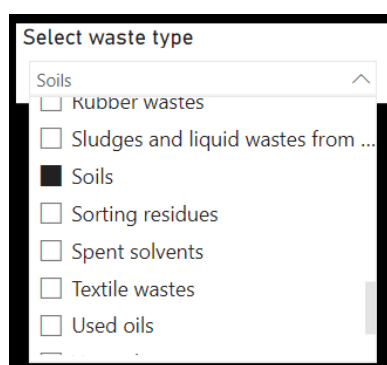 Select waste type
Soils
Rubber wastes
Sludges and liquid wastes from ...
Soils
Sorting residues
Spent solvents
Textile wastes
Used oils